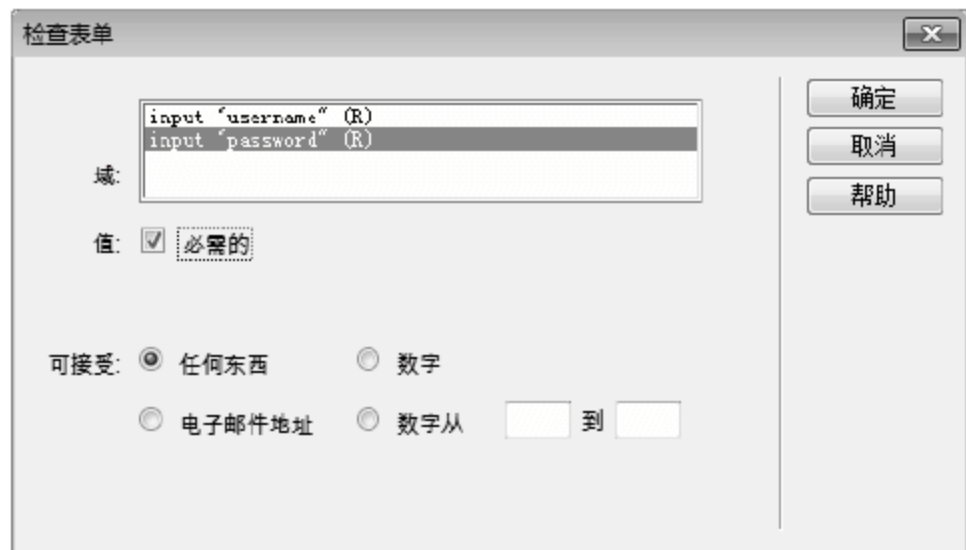 检查表单
input "username" (R)
input "password" (R)
域:
值: 必需的
可接受: 任何东西 数字
电子邮件地址 数字从 到
确定
取消
帮助